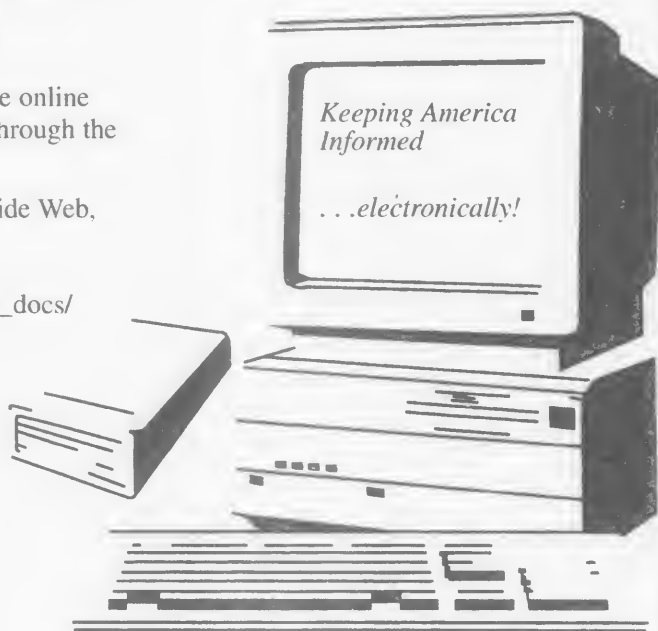 e online
hrough the
ide Web,
_docs/
Keeping America
Informed
. . .electronically!